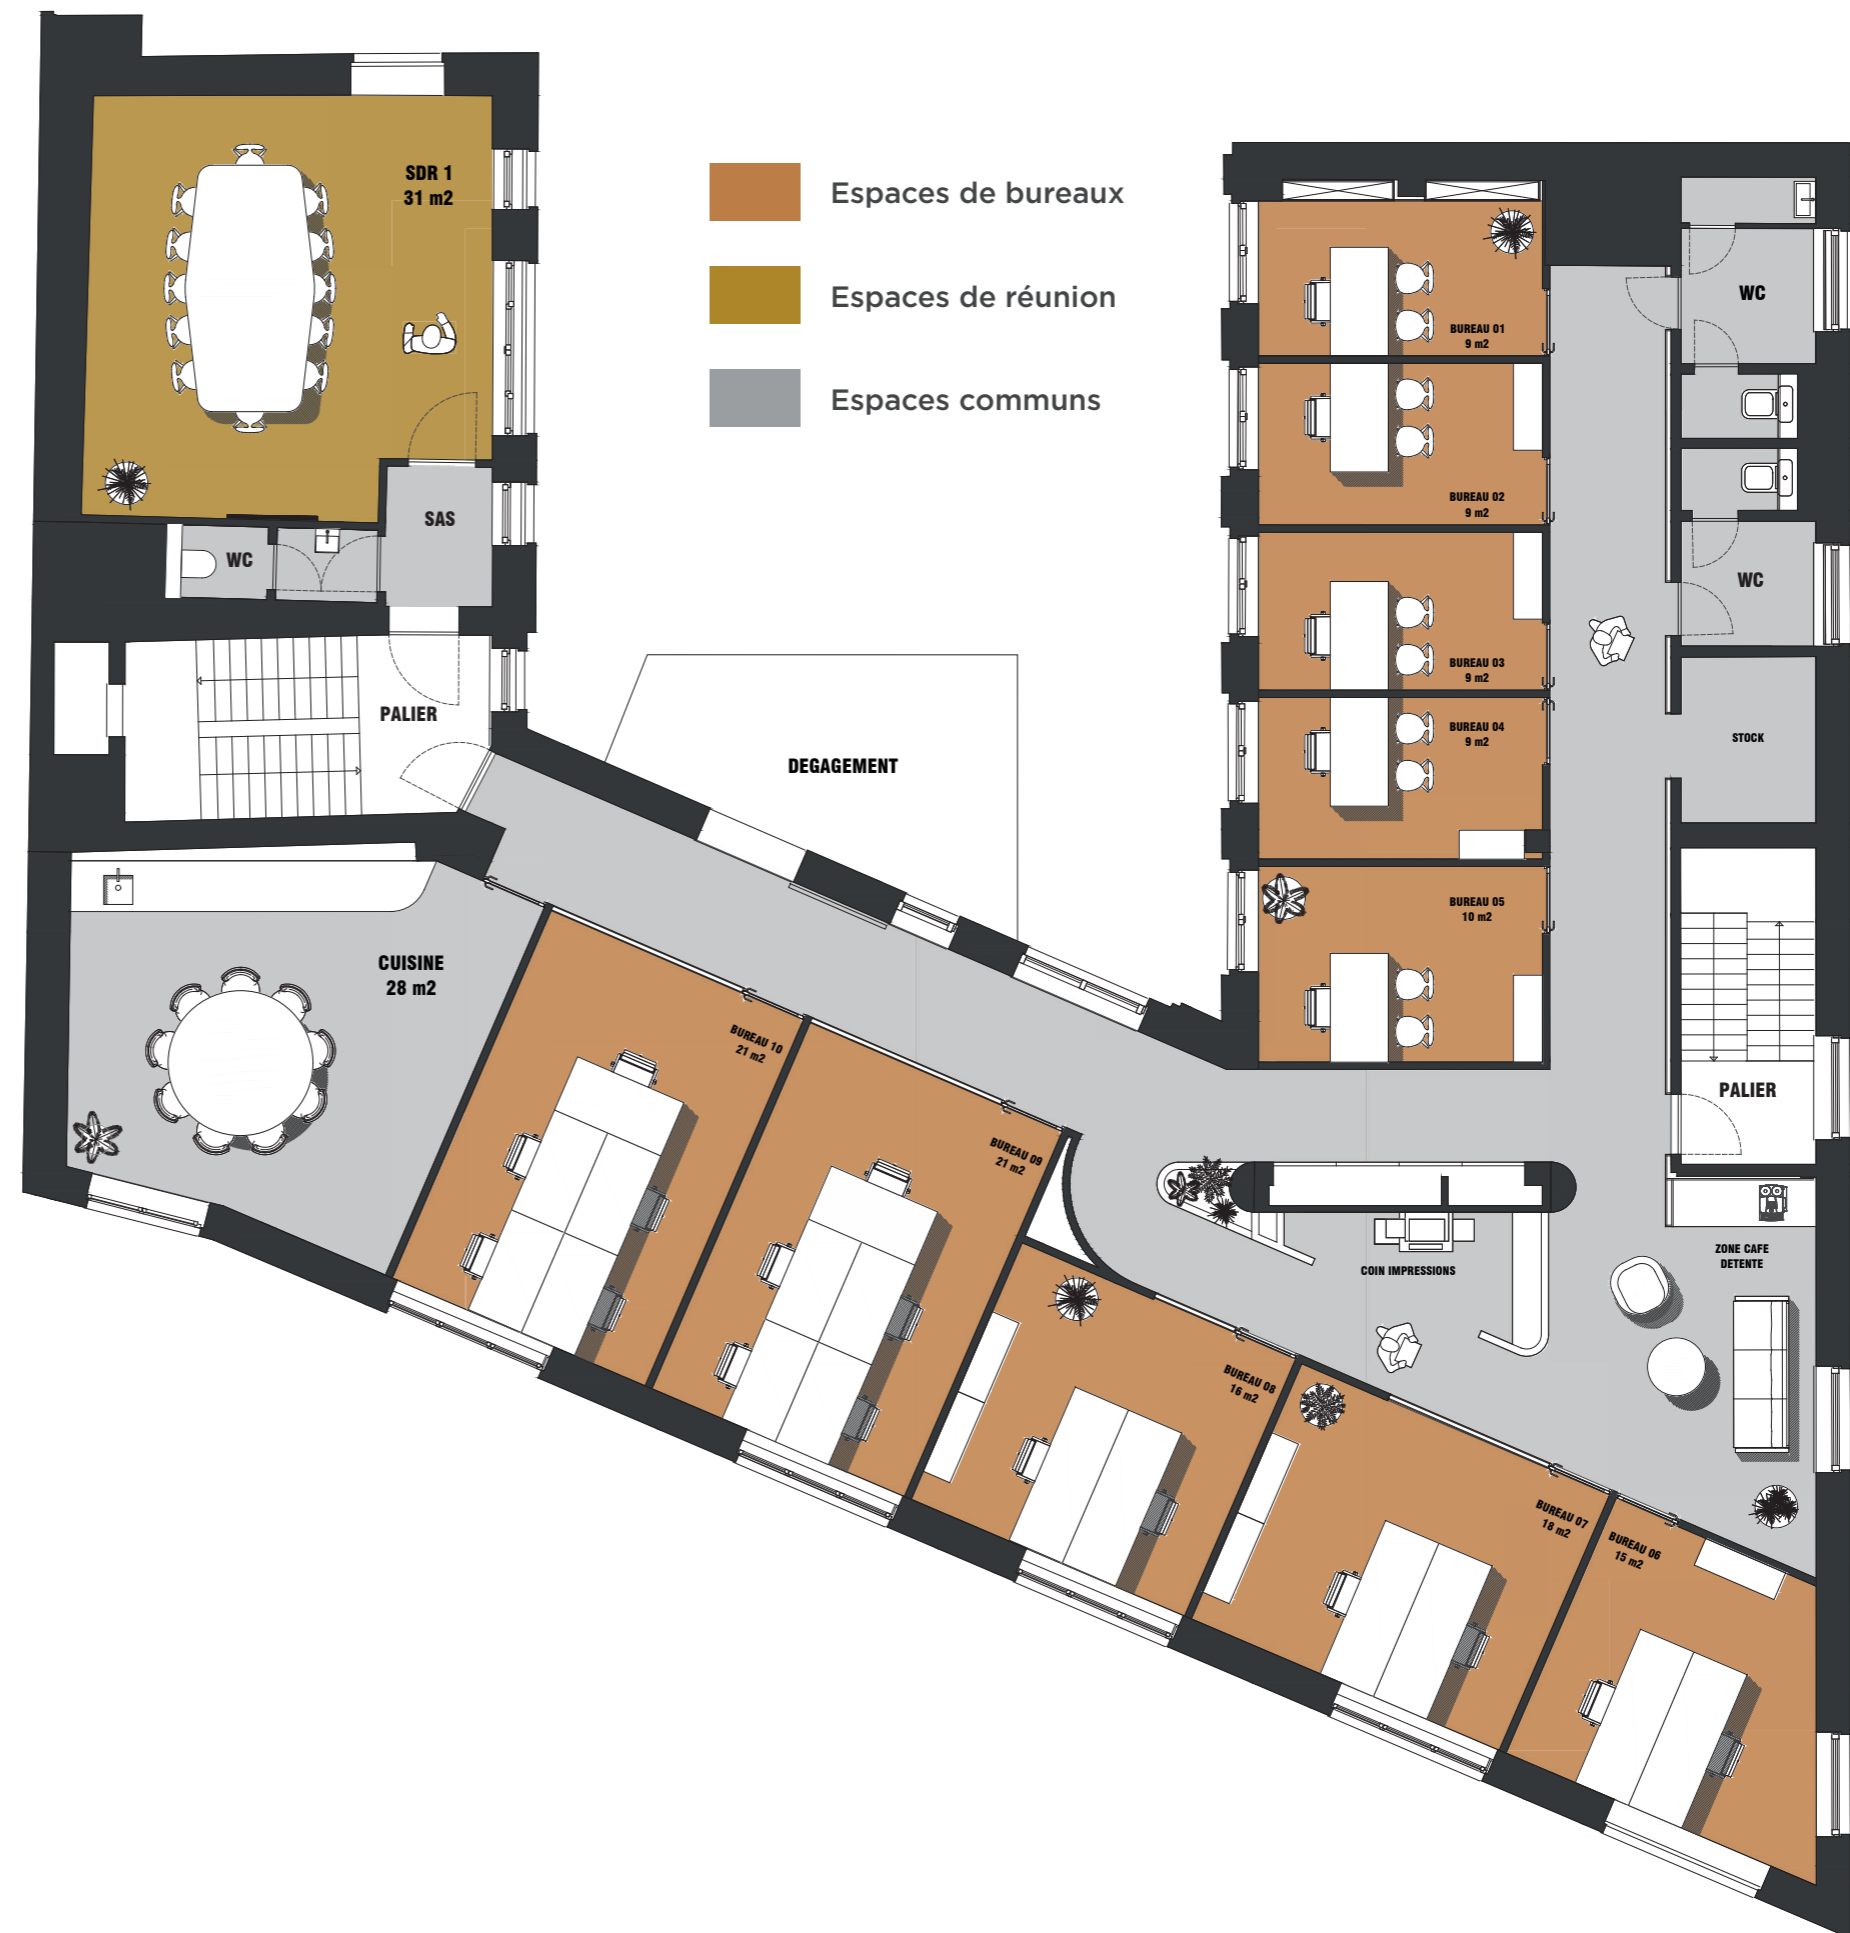 SDR 1
31 m2
Espaces de bureaux
Espaces de réunion
Espaces communs
SAS
WC
PALIER
DEGAGEMENT
CUISINE
28 m2
BUREAU 01
9 m2
BUREAU 02
9 m2
BUREAU 03
9 m2
BUREAU 04
9 m2
BUREAU 05
10 m2
WC
WC
STOCK
PALIER
ZONE CAFE
DETENTE
COIN IMPRESSIONS
BUREAU 10
21 m2
BUREAU 09
21 m2
BUREAU 08
16 m2
BUREAU 07
18 m2
BUREAU 06
15 m2